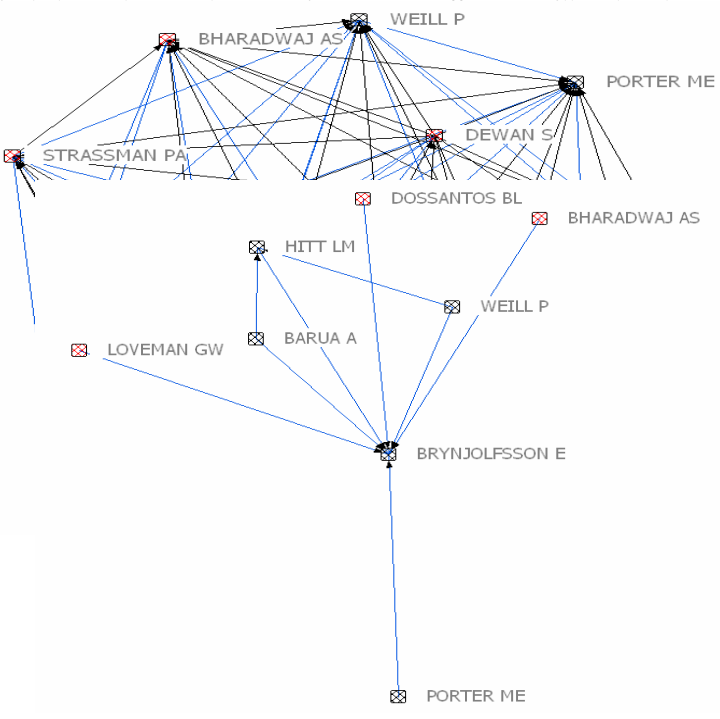 WEILL P
BHARADWAJ AS
PORTER ME
DEWAN S
STRASSMAN PA
DOSSANTOS BL
BHARADWAJ AS
HITT LM
WEILL P
BARUA A
LOVEMAN GW
BRYNJOLFSSON E
PORTER ME